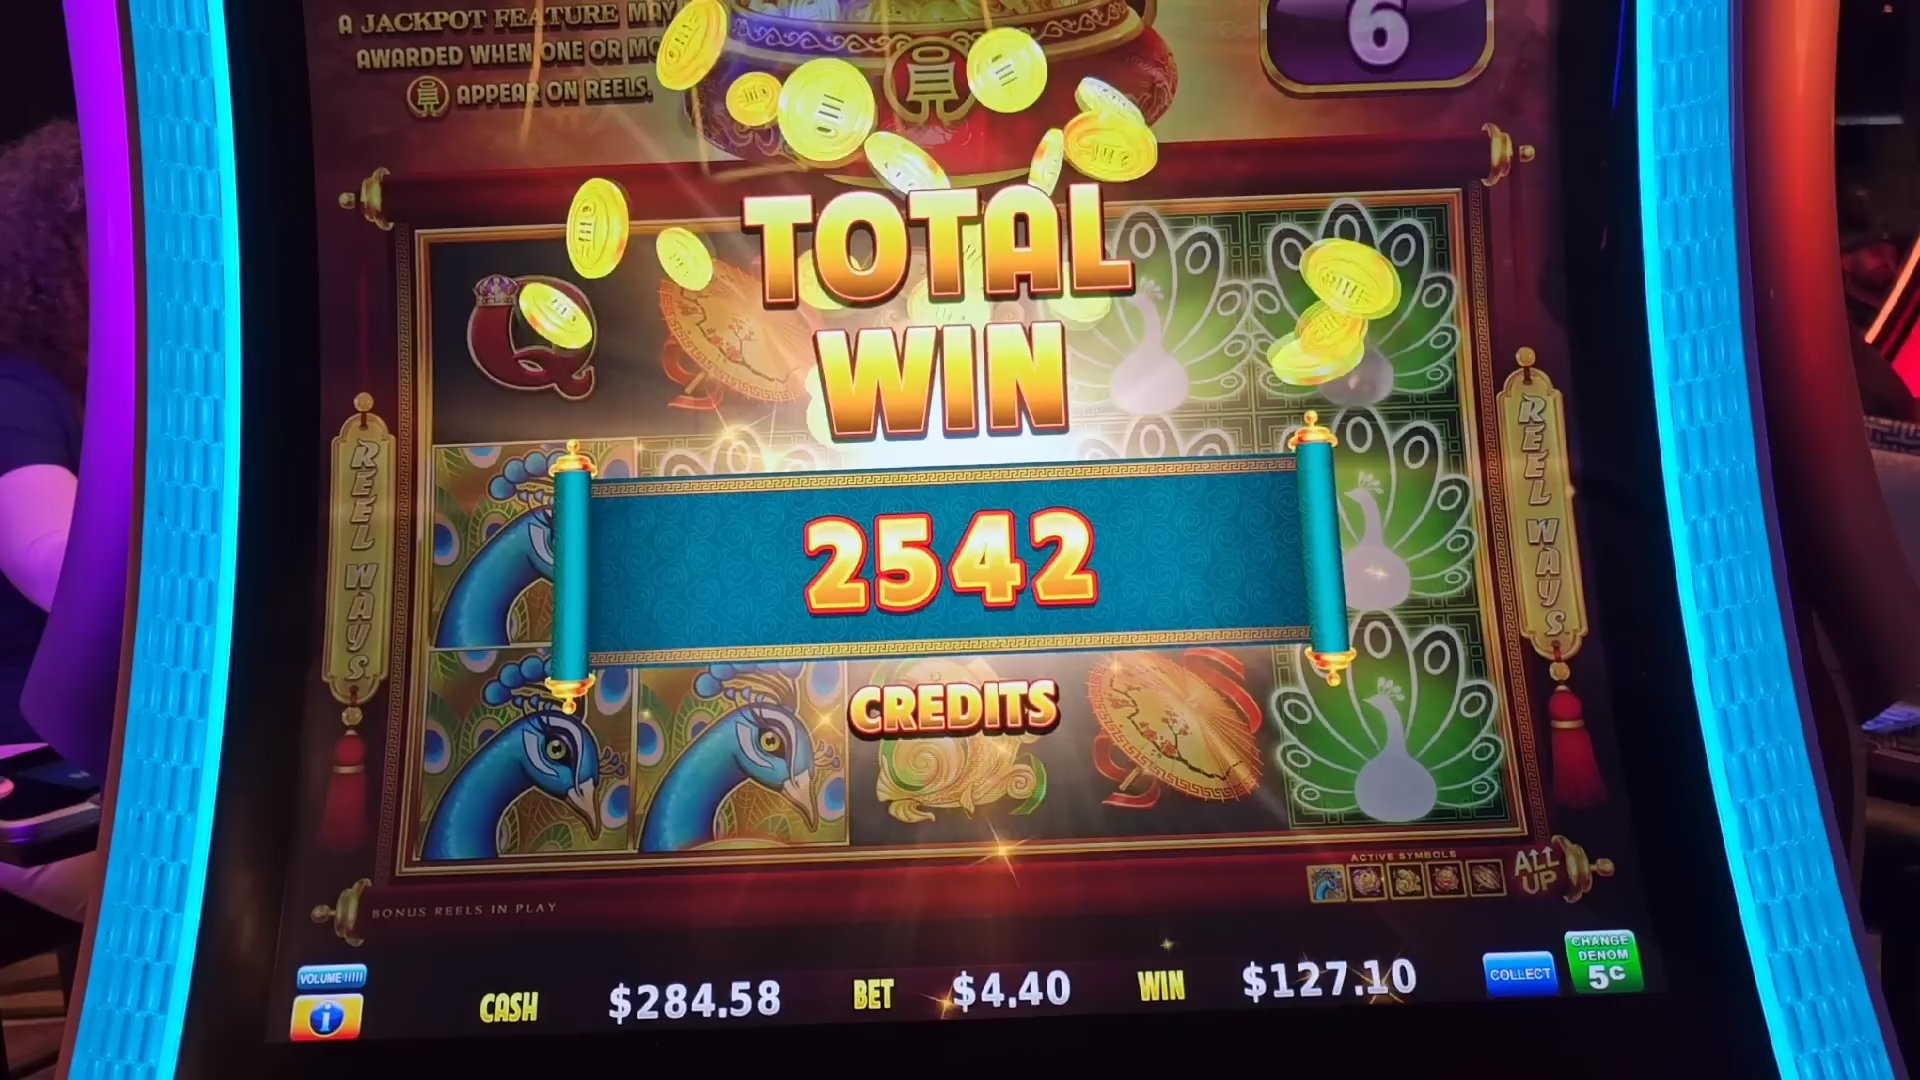 A JACKPOT FEATURE MAY
AWARDED WHEN ONE OR MO
APPEAR ON REELS.
6
TOTAL
WIN
2542
CREDITS
REEL WAYS
REEL WAYS
Q
ACTIVE SYMBOLS
ALL
UP
BONUS REELS IN PLAY
VOLUME
CASH $284.58 BET $4.40 WIN $127.10
COLLECT
CHANGE
DENOM
5¢